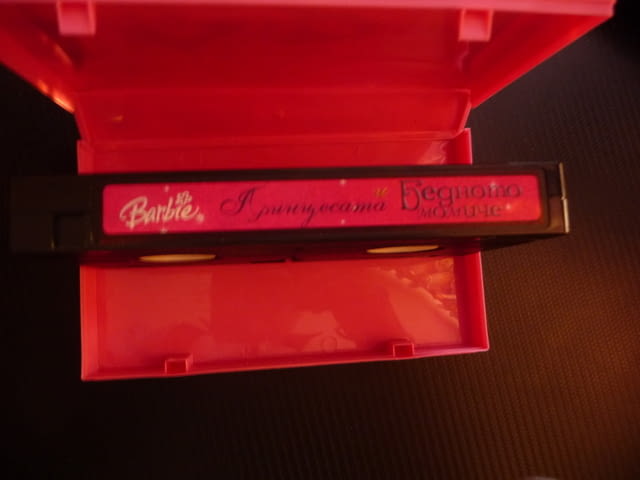 Barbie Принцесата и Бедното
момиче